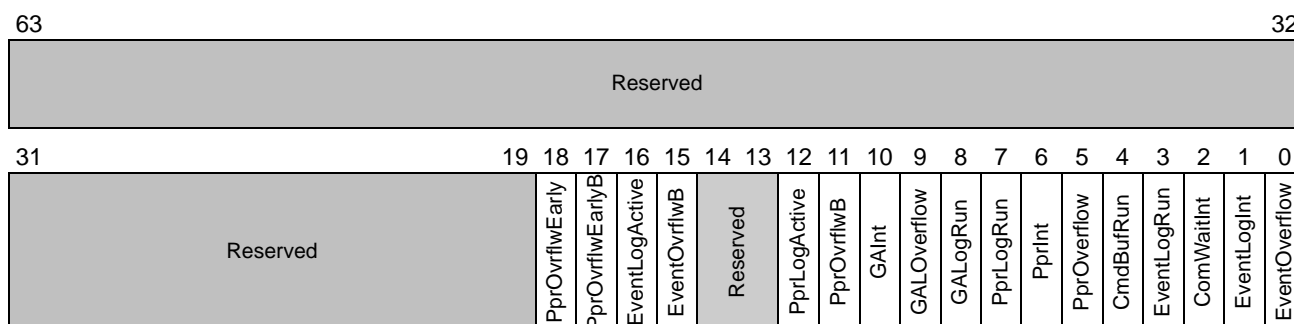 63 32
Reserved
31 19 18 17 16 15 14 13 12 11 10 9 8 7 6 5 4 3 2 1 0
Reserved
PprOvrflwEarly
PprOvrflwEarlyB
EventLogActive
EventOvrflwB
Reserved
PprLogActive
PprOvrflwB
GAInt
GALOverflow
GALogRun
PprLogRun
PprInt
PprOverflow
CmdBufRun
EventLogRun
ComWaitInt
EventLogInt
EventOverflow